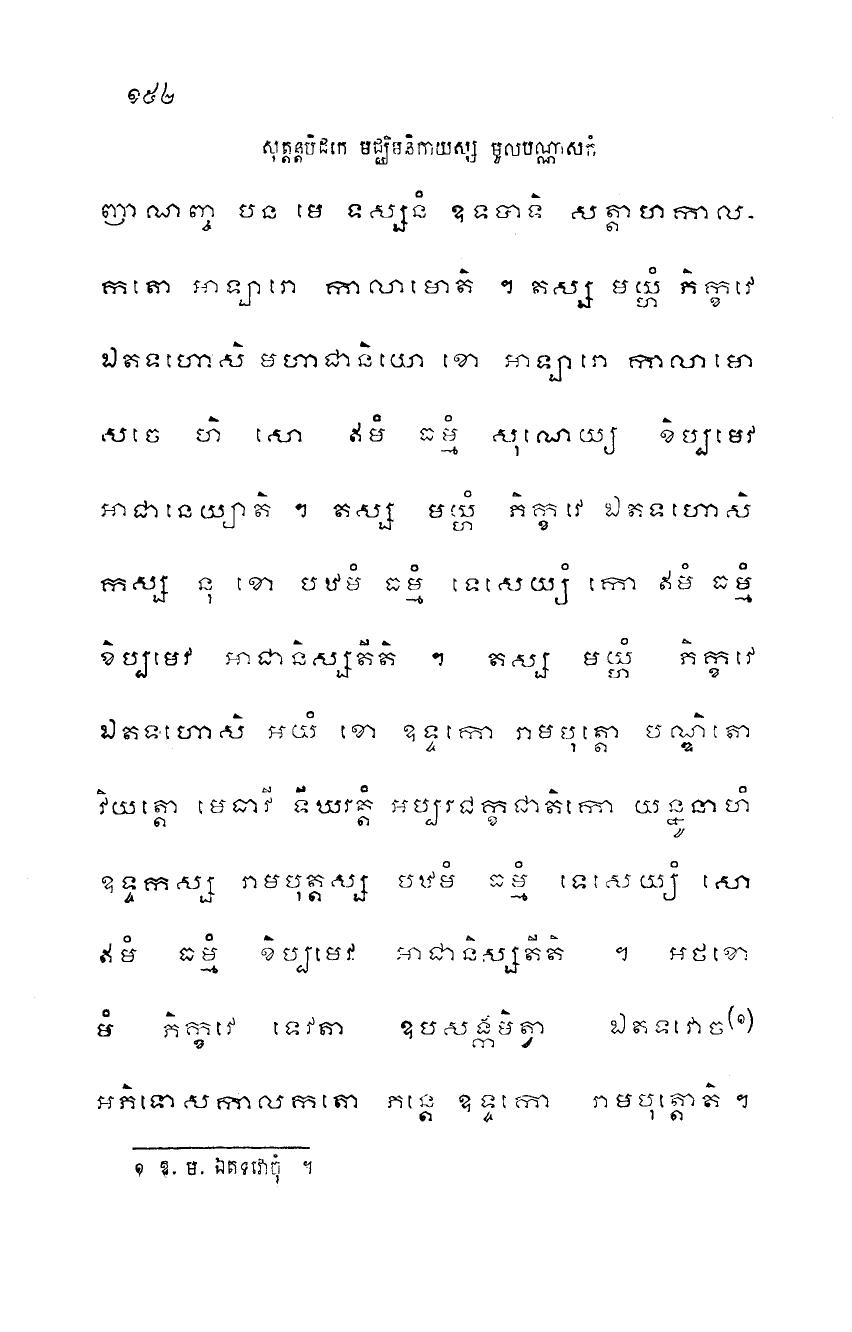 ១៥២
សុត្តន្តបិដកេ មជ្ឈិមនិកាយស្ស មូលបណ្ណាសកំ
ញាណញ្ច បន មេ ទស្សនំ ឧទបាទិ សត្តាហកាល-
កតោ អាឡារោ កាលាមោតិ ។ តស្ស មយ្ហំ ភិក្ខវេ
ឯតទហោសិ មហាជានិយោ ខោ អាឡារោ កាលាមោ
សចេ ហិ សោ ឥមំ ធម្មំ សុណេយ្យ ខិប្បមេវ
អាជានេយ្យាតិ ។ តស្ស មយ្ហំ ភិក្ខវេ ឯតទហោសិ
កស្ស នុ ខោ បឋមំ ធម្មំ ទេសេយ្យំ កោ ឥមំ ធម្មំ
ខិប្បមេវ អាជានិស្សតីតិ ។ តស្ស មយ្ហំ ភិក្ខវេ
ឯតទហោសិ អយំ ខោ ឧទ្ទកោ រាមបុត្តោ បណ្ឌិតោ
វិយត្តោ មេធាវី ទីឃរត្តំ អប្បរជក្ខជាតិកោ យន្នូនាហំ
ឧទ្ទកស្ស រាមបុត្តស្ស បឋមំ ធម្មំ ទេសេយ្យំ សោ
ឥមំ ធម្មំ ខិប្បមេវ អាជានិស្សតីតិ ។ អថខោ
មំ ភិក្ខវេ ទេវតា ឧបសង្កមិត្វា ឯតទវោច(១)
អភិទោសកាលកតោ ភន្តេ ឧទ្ទកោ រាមបុត្តោតិ ។
១ ឱ. ម. ឯតទវោចុំ ។